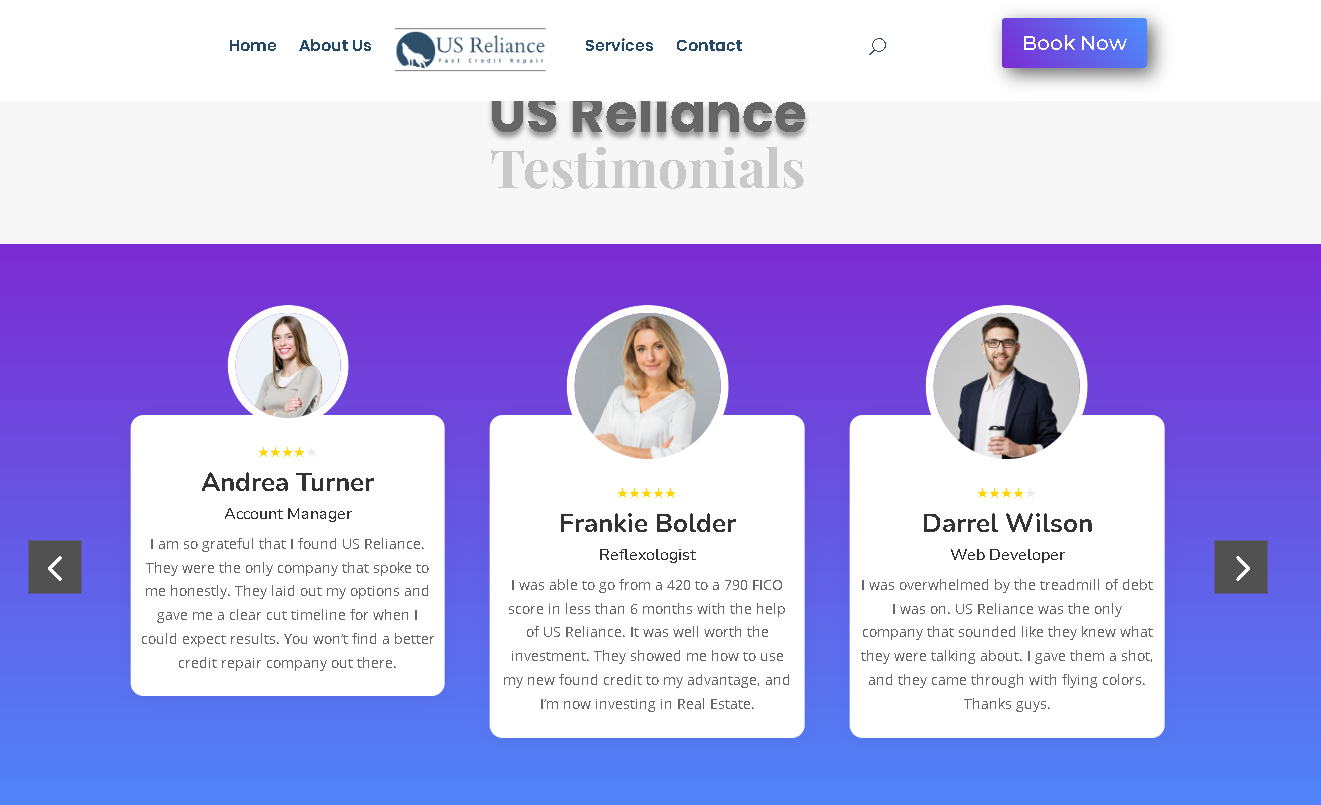 Home About Us US Reliance Services Contact Book Now
Fast Credit Repair
US Reliance
Testimonials
Andrea Turner
Account Manager
I am so grateful that I found US Reliance.
They were the only company that spoke to
me honestly. They laid out my options and
gave me a clear cut timeline for when I
could expect results. You won't find a better
credit repair company out there.
Frankie Bolder
Reflexologist
I was able to go from a 420 to a 790 FICO
score in less than 6 months with the help
of US Reliance. It was well worth the
investment. They showed me how to use
my new found credit to my advantage, and
I'm now investing in Real Estate.
Darrel Wilson
Web Developer
I was overwhelmed by the treadmill of debt
I was on. US Reliance was the only
company that sounded like they knew what
they were talking about. I gave them a shot,
and they came through with flying colors.
Thanks guys.